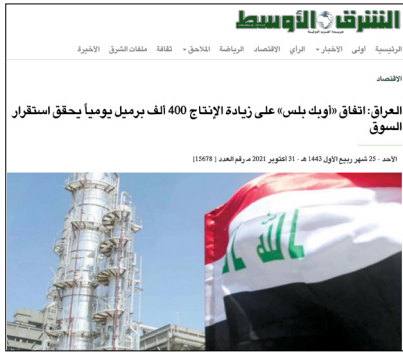 الشرق الأوسط
جريدة العرب الدولية
الرئيسية أولى الأخبار الرأي الاقتصاد الرياضة الملاحق ثقافة ملفات الشرق الأخيرة
الاقتصاد
العراق: اتفاق «أوبك بلس» على زيادة الإنتاج 400 ألف برميل يومياً يحقق استقرار
السوق
الأحد - 25 شهر ربيع الأول 1443 هـ - 31 أكتوبر 2021 مـ رقم العدد [ 15678]
الله